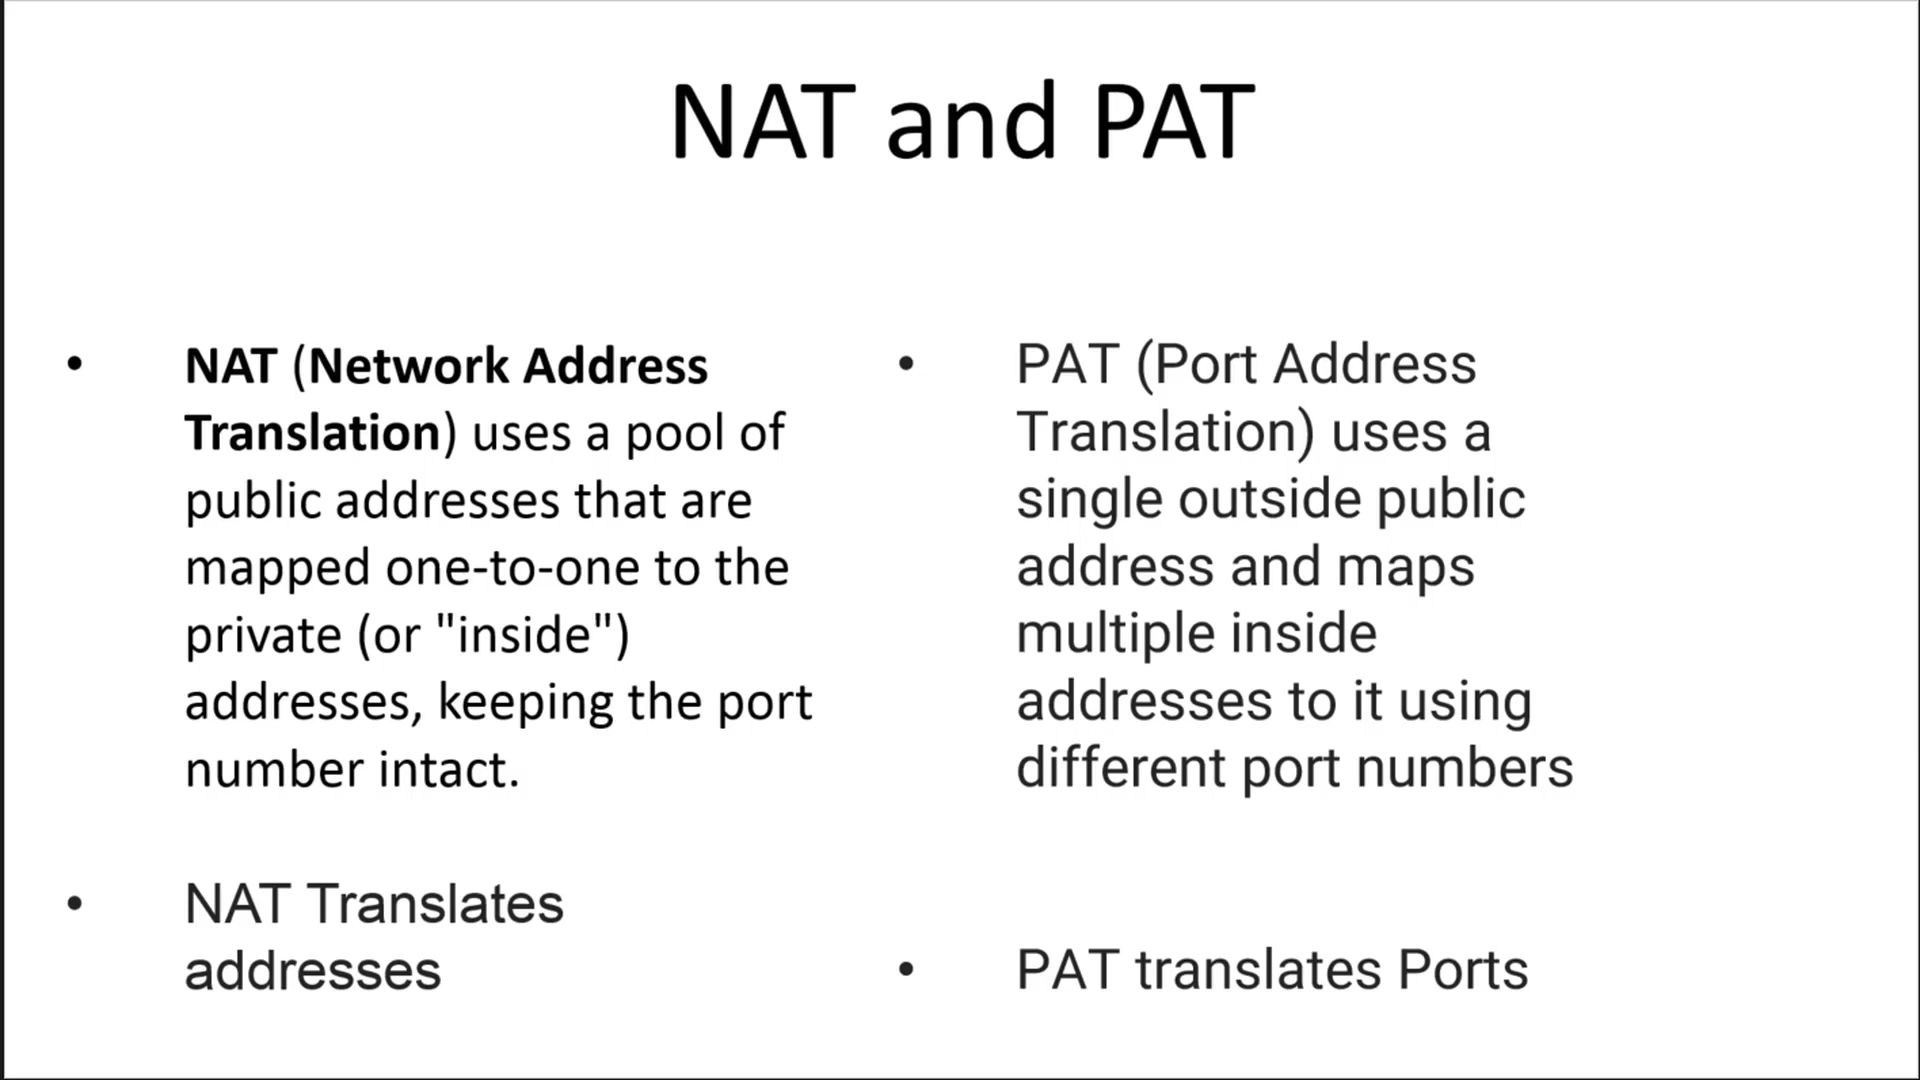 NAT and PAT
• NAT (Network Address
Translation) uses a pool of
public addresses that are
mapped one-to-one to the
private (or "inside")
addresses, keeping the port
number intact.
• NAT Translates
addresses
• PAT (Port Address
Translation) uses a
single outside public
address and maps
multiple inside
addresses to it using
different port numbers
• PAT translates Ports